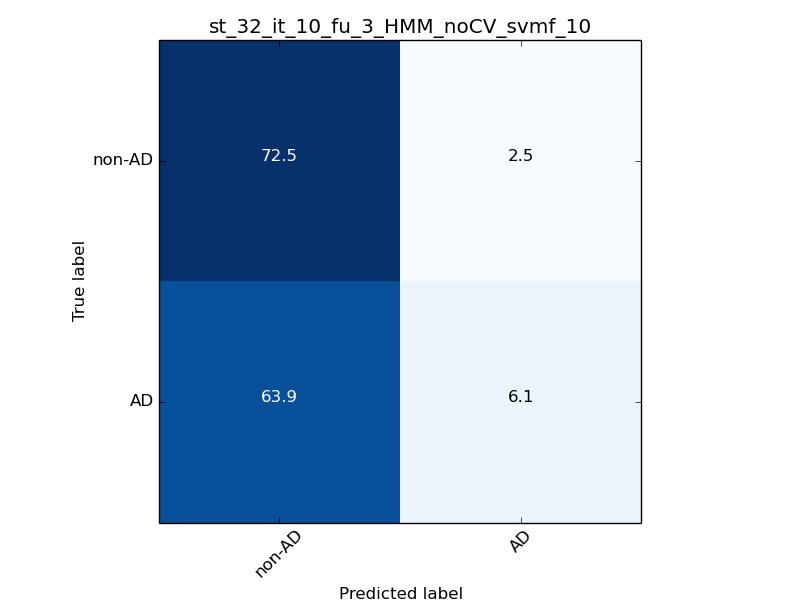 st_32_it_10_fu_3_HMM_noCV_svmf_10
non-AD
72.5
2.5
True label
AD
63.9
6.1
non-AD
AD
Predicted label